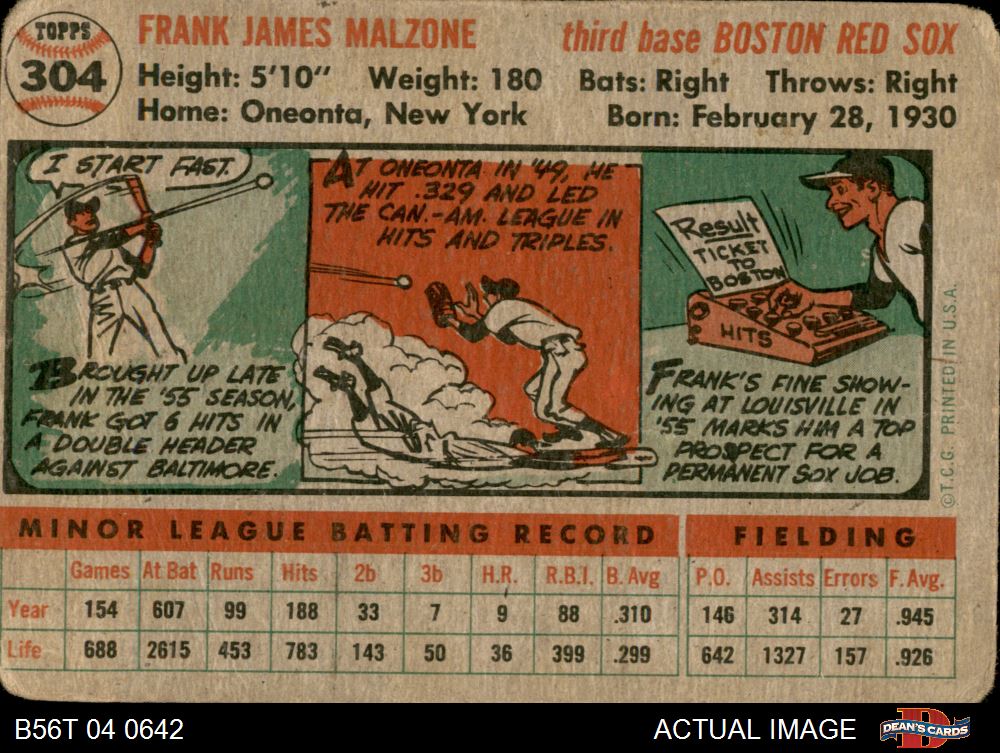 TOPPS
304
FRANK JAMES MALZONE third base BOSTON RED SOX
Height: 5'10" Weight: 180 Bats: Right Throws: Right
Home: Oneonta, New York Born: February 28, 1930
I START FAST.
BROUGHT UP LATE
IN THE '55 SEASON,
FRANK GOT 6 HITS IN
A DOUBLE HEADER
AGAINST BALTIMORE.
AT ONEONTA IN '49, HE
HIT .329 AND LED
THE CAN.-AM. LEAGUE IN
HITS AND TRIPLES.
Result
TICKET
TO
BOSTON
HITS
FRANK'S FINE SHOW-
ING AT LOUISVILLE IN
'55 MARKS HIM A TOP
PROSPECT FOR A
PERMANENT SOX JOB.
©T.C.G. PRINTED IN U.S.A.
MINOR LEAGUE BATTING RECORD FIELDING
Games At Bat Runs Hits 2b 3b H.R. R.B.I. B. Avg P.O. Assists Errors F. Avg.
Year 154 607 99 188 33 7 9 88 .310 146 314 27 .945
Life 688 2615 453 783 143 50 36 399 .299 642 1327 157 .926
B56T 04 0642 ACTUAL IMAGE DEAN'S CARDS